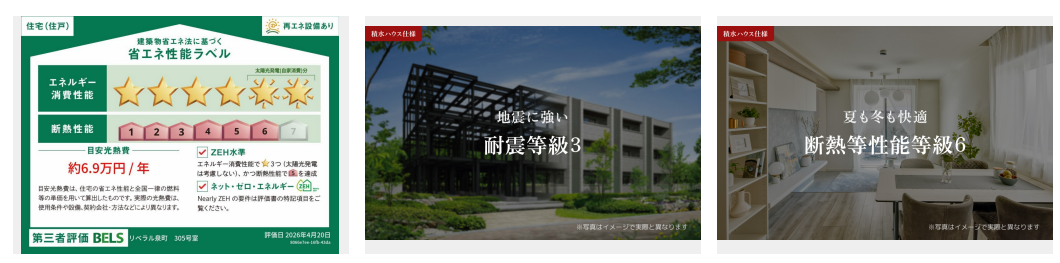 住宅(住戸)
再エネ設備あり
建築物省エネ法に基づく
省エネ性能ラベル
エネルギー
消費性能
太陽光発電(自家消費)分
断熱性能
1 2 3 4 5 6 7
目安光熱費
約6.9万円 / 年
目安光熱費は、住宅の省エネ性能と全国一律の燃料
等の単価を用いて算出したものです。実際の光熱費は、
使用条件や設備、契約会社・方法などにより異なります。
ZEH水準
エネルギー消費性能で☆3つ (太陽光発電
は考慮しない)、かつ断熱性能で5を達成
ネット・ゼロ・エネルギー ZEH
Nearly ZEH の要件は評価書の特記項目をご
覧ください。
第三者評価 BELS
リベラル泉町 305号室
評価日 2026年4月20日
積水ハウス仕様
地震に強い
耐震等級3
※写真はイメージで実際と異なります
積水ハウス仕様
夏も冬も快適
断熱等性能等級6
※写真はイメージで実際と異なります